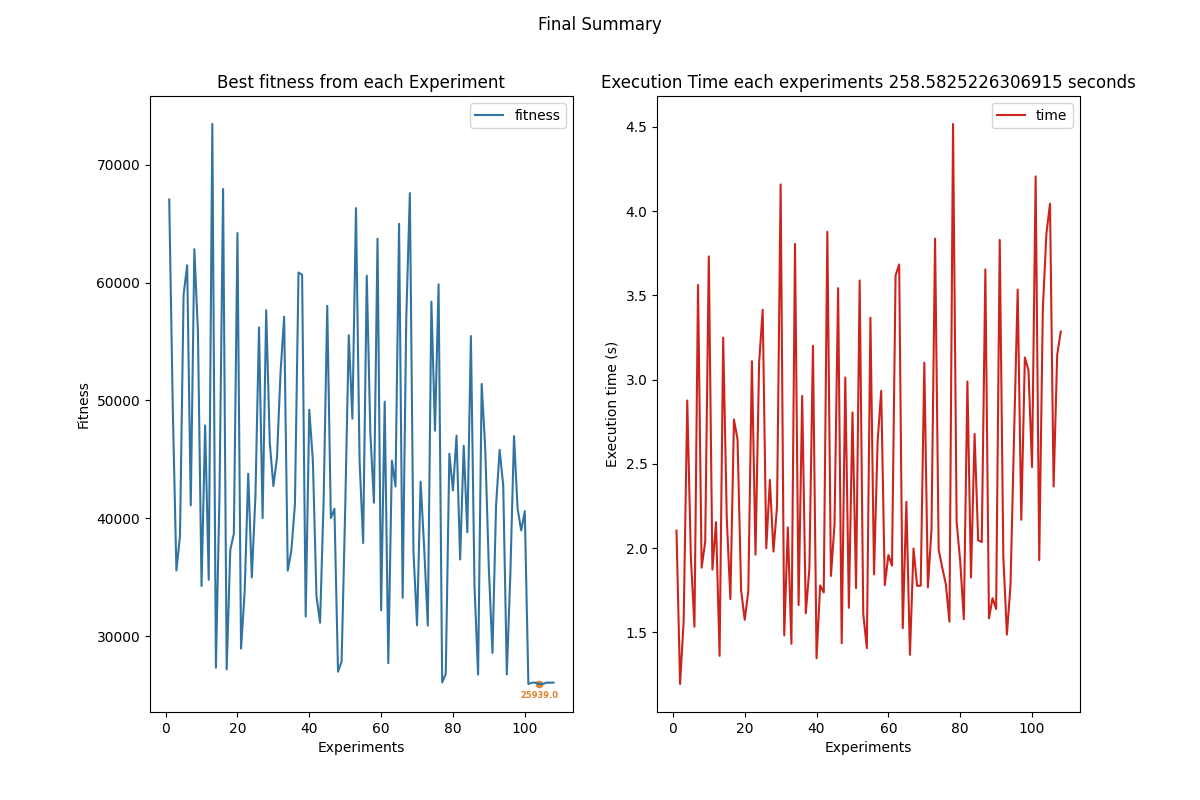 Final Summary
Best fitness from each Experiment
fitness
70000
60000
50000
40000
30000
Fitness
25939.0
0 20 40 60 80 100
Experiments
Execution Time each experiments 258.5825226306915 seconds
time
4.5
4.0
3.5
3.0
2.5
2.0
1.5
Execution time (s)
0 20 40 60 80 100
Experiments